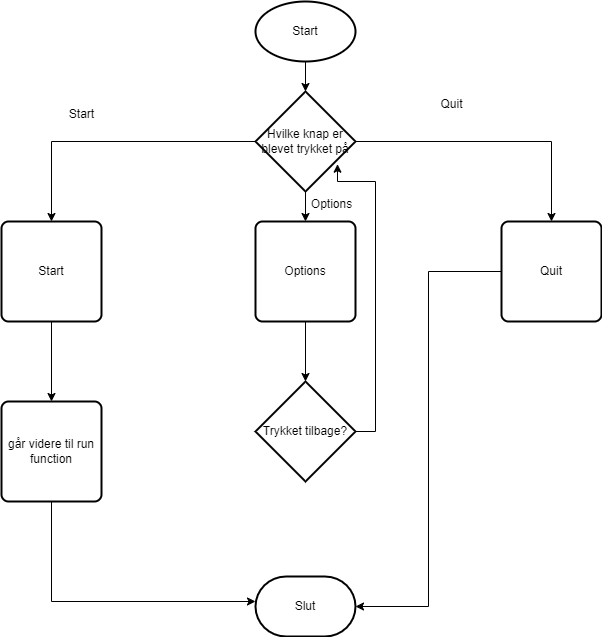 Start
Start
Quit
Hvilke knap er
blevet trykket på
Options
Start
Options
Quit
Trykket tilbage?
går videre til run
function
Slut